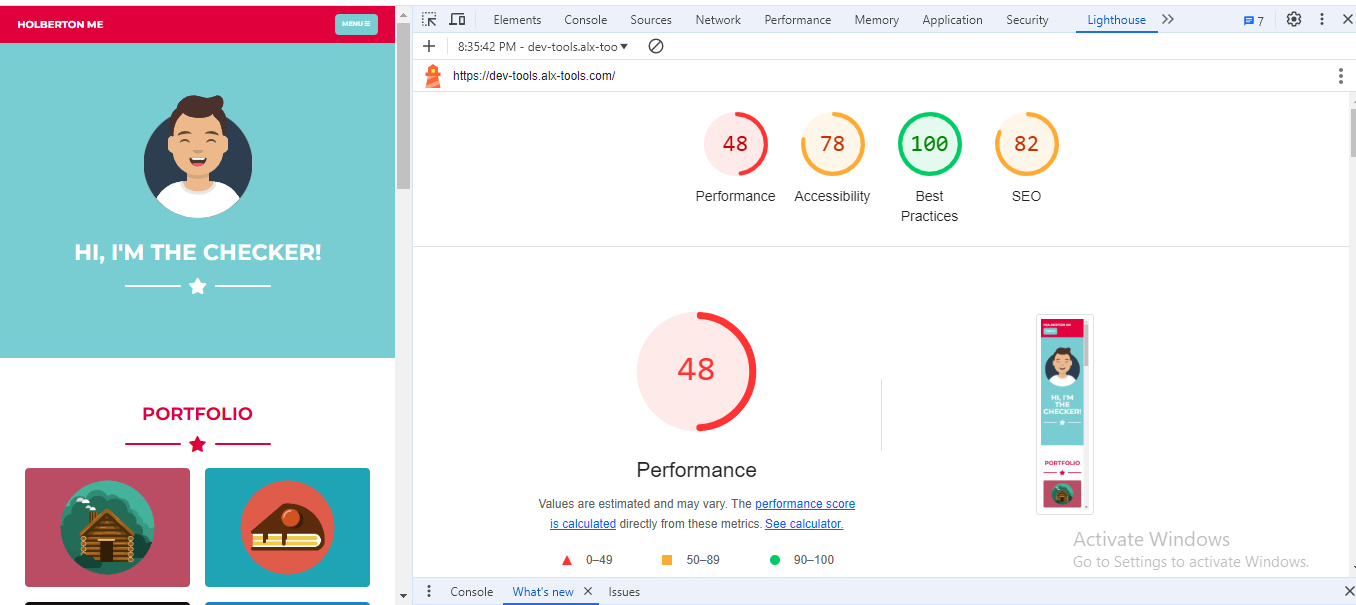 HOLBERTON ME
MENU
HI, I'M THE CHECKER!
PORTFOLIO
Elements Console Sources Network Performance Memory Application Security Lighthouse 7
8:35:42 PM - dev-tools.alx-too
https://dev-tools.alx-tools.com/
48 78 100 82
Performance Accessibility Best Practices SEO
48
Performance
Values are estimated and may vary. The performance score
is calculated directly from these metrics. See calculator.
0–49 50–89 90–100
HOLBERTON ME
HI, I'M
THE
CHECKER!
PORTFOLIO
Activate Windows
Go to Settings to activate Windows.
Console What's new Issues